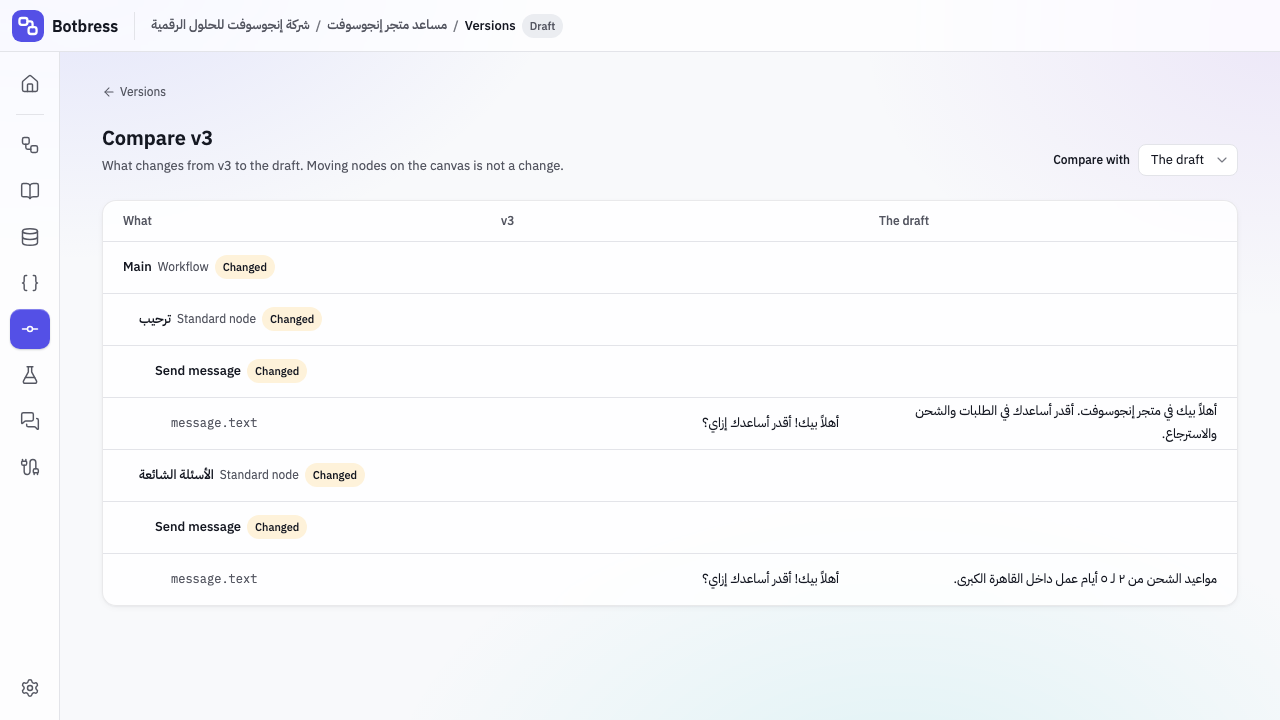 Botbress
شركة إنجوسوفت للحلول الرقمية / مساعد متجر إنجوسوفت / Versions Draft
← Versions
Compare v3
What changes from v3 to the draft. Moving nodes on the canvas is not a change.
Compare with The draft
What v3 The draft
Main Workflow Changed
ترحيب Standard node Changed
Send message Changed
message.text أهلاً بيك! أقدر أساعدك إزاي؟ أهلاً بيك في متجر إنجوسوفت. أقدر أساعدك في الطلبات والشحن
والاسترجاع.
الأسئلة الشائعة Standard node Changed
Send message Changed
message.text أهلاً بيك! أقدر أساعدك إزاي؟ مواعيد الشحن من ٢ لـ ٥ أيام عمل داخل القاهرة الكبرى.